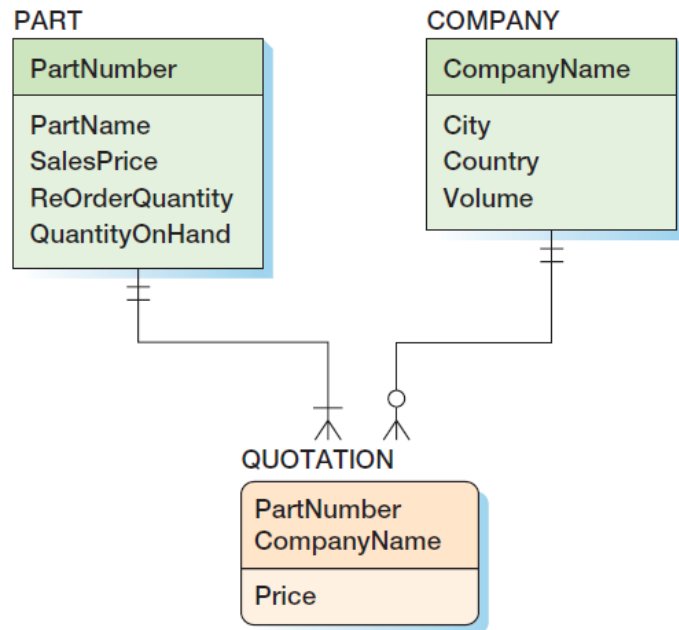 PART
PartNumber
PartName
SalesPrice
ReOrderQuantity
QuantityOnHand
COMPANY
CompanyName
City
Country
Volume
QUOTATION
PartNumber
CompanyName
Price